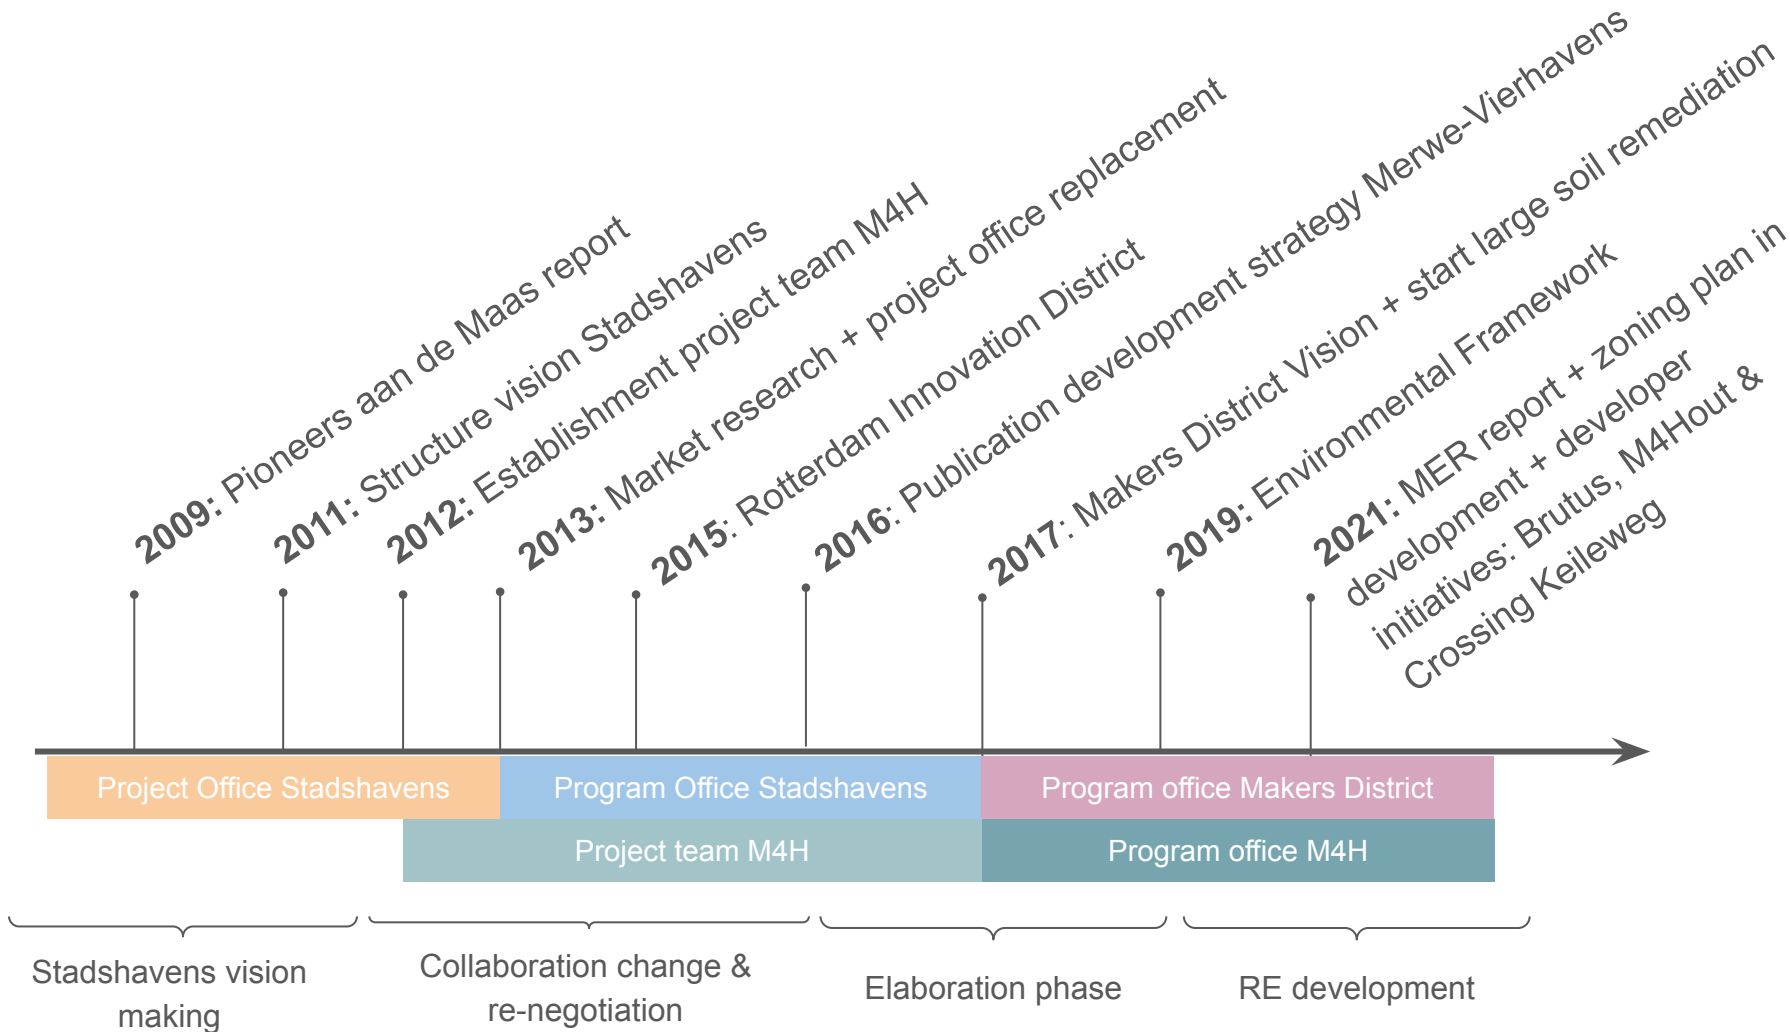 2009: Pioneers aan de Maas report
2011: Structure vision Stadshavens
2012: Establishment project team M4H
2013: Market research + project office replacement
2015: Rotterdam Innovation District
2016: Publication development strategy Merwe-Vierhavens
2017: Makers District Vision + start large soil remediation
2019: Environmental Framework
2021: MER report + zoning plan in
development + developer
initiatives: Brutus, M4Hout &
Crossing Keileweg
Project Office Stadshavens
Program Office Stadshavens
Program office Makers District
Project team M4H
Program office M4H
Stadshavens vision
making
Collaboration change &
re-negotiation
Elaboration phase
RE development